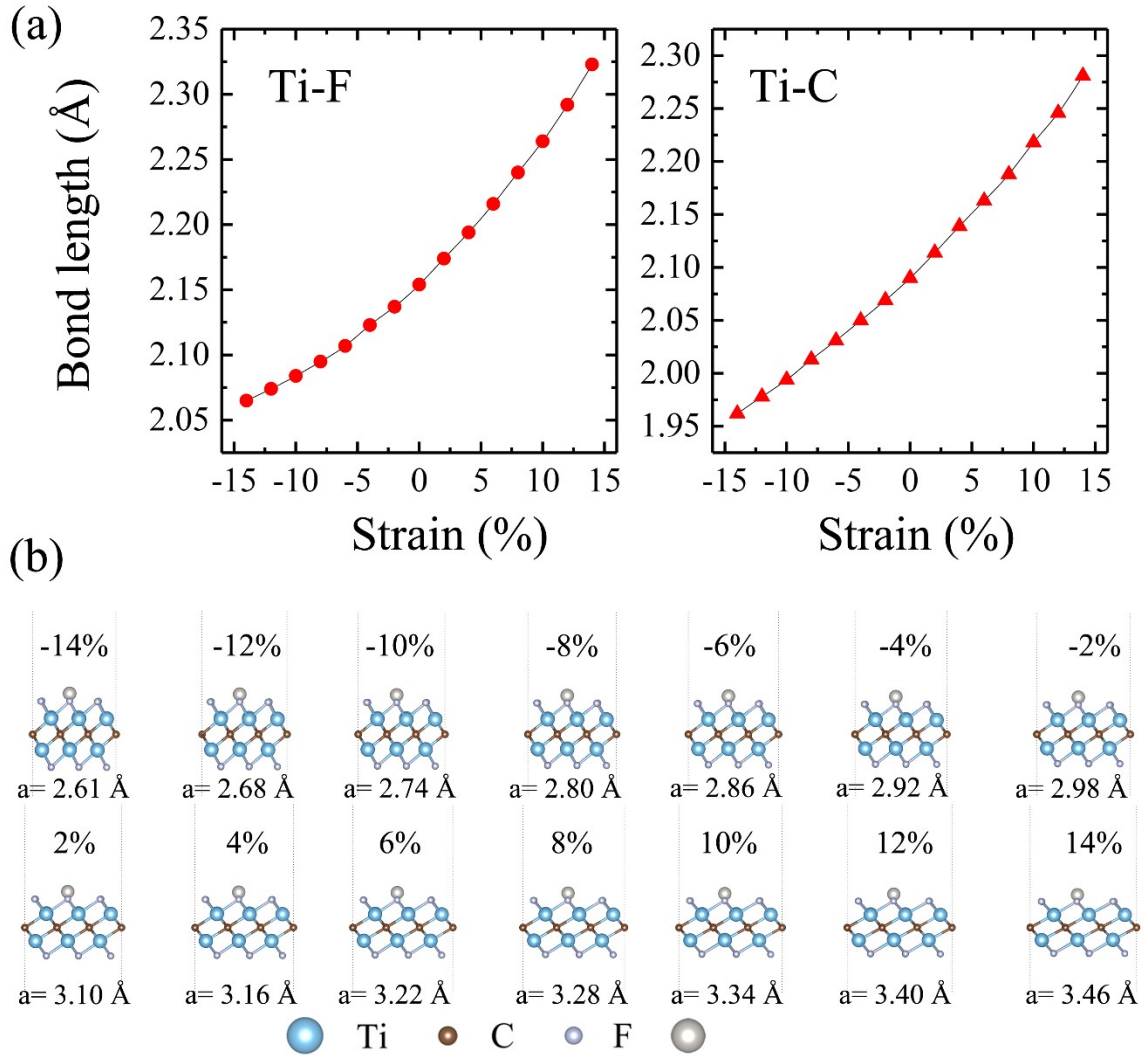 (a)
Ti-F
Ti-C
Bond length (Å)
2.35
2.30
2.25
2.20
2.15
2.10
2.05
2.30
2.25
2.20
2.15
2.10
2.05
2.00
1.95
-15 -10 -5 0 5 10 15
-15 -10 -5 0 5 10 15
Strain (%)
Strain (%)
(b)
-14% -12% -10% -8% -6% -4% -2%
a= 2.61 Å a= 2.68 Å a= 2.74 Å a= 2.80 Å a= 2.86 Å a= 2.92 Å a= 2.98 Å
2% 4% 6% 8% 10% 12% 14%
a= 3.10 Å a= 3.16 Å a= 3.22 Å a= 3.28 Å a= 3.34 Å a= 3.40 Å a= 3.46 Å
Ti C F